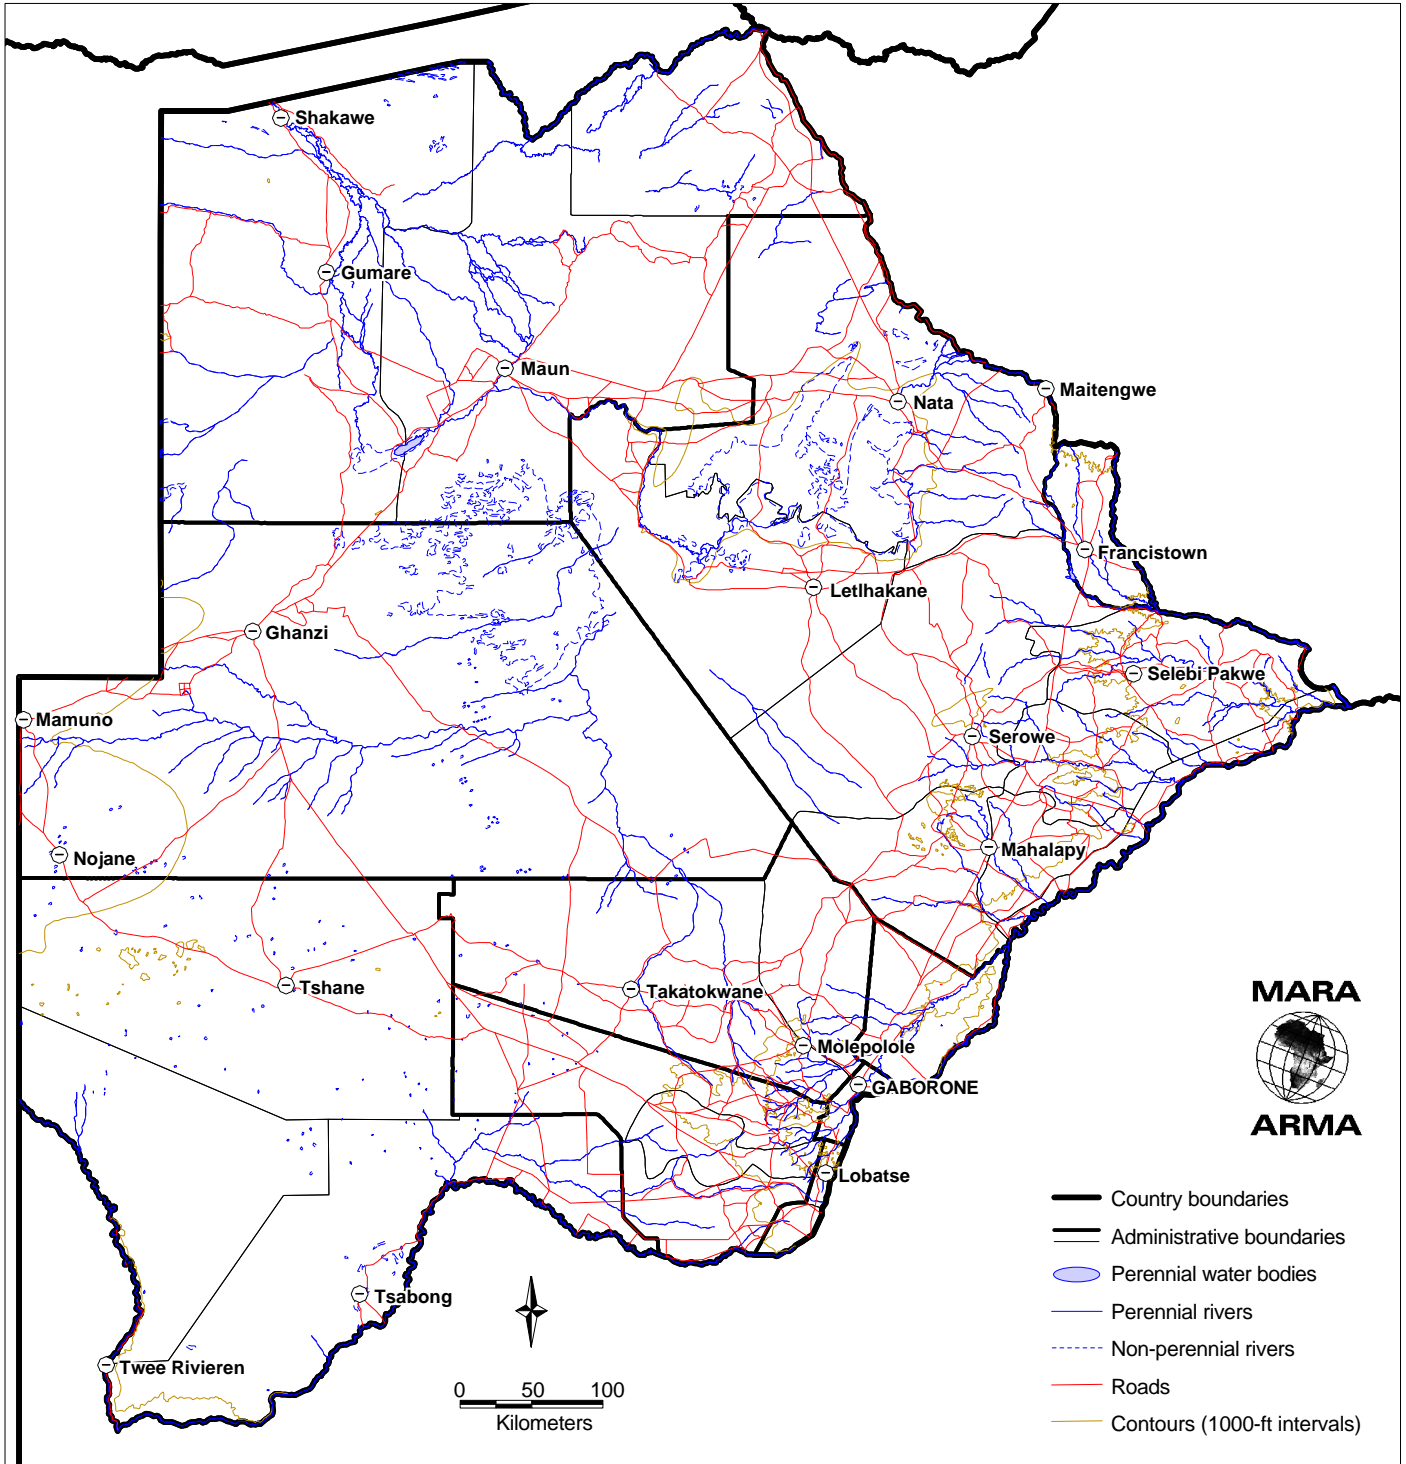 Shakawe
Gumare
Maun
Maitengwe
Nata
Francistown
Letlhakane
Ghanzi
Selebi Pakwe
Mamuno
Serowe
Mahalapy
Nojane
Tshane
Takatokwane
MARA
Molepolole
GABORONE
ARMA
Lobatse
Country boundaries
Administrative boundaries
Perennial water bodies
Tsabong
Perennial rivers
Non-perennial rivers
Twee Rivieren
0 50 100
Roads
Kilometers
Contours (1000-ft intervals)